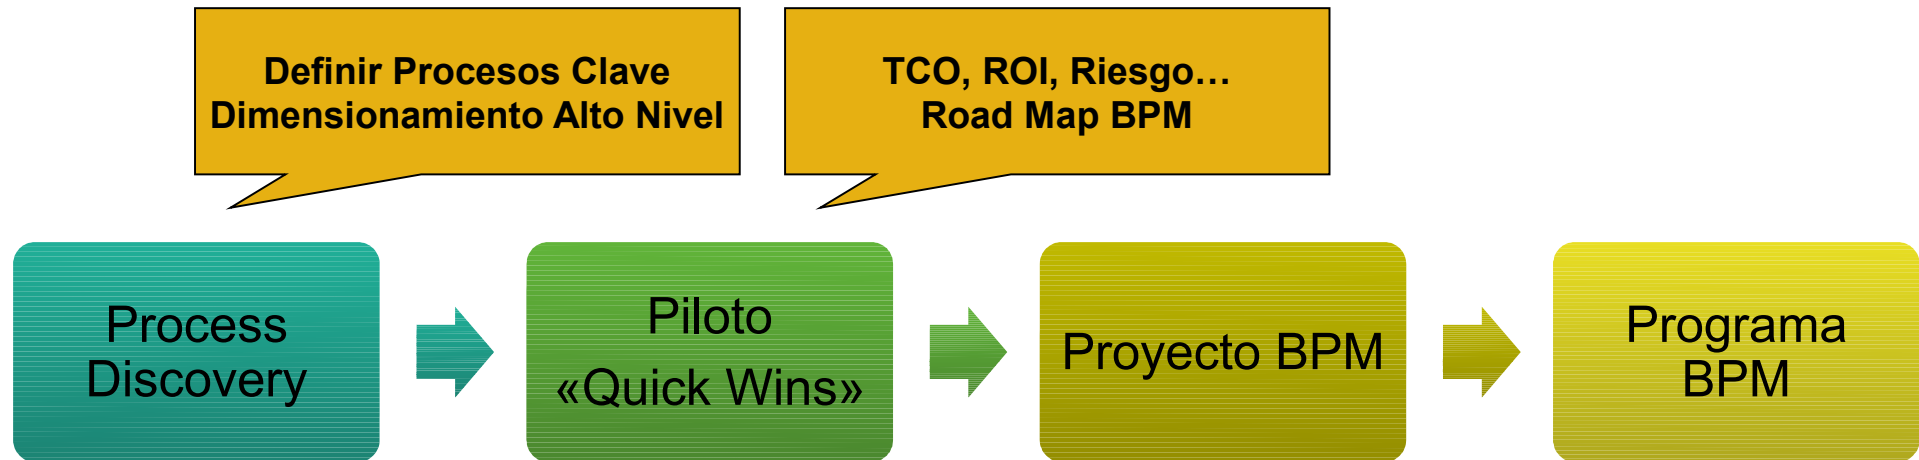 Definir Procesos Clave
Dimensionamiento Alto Nivel
TCO, ROI, Riesgo…
Road Map BPM
Process
Discovery
Piloto
«Quick Wins»
Proyecto BPM
Programa
BPM